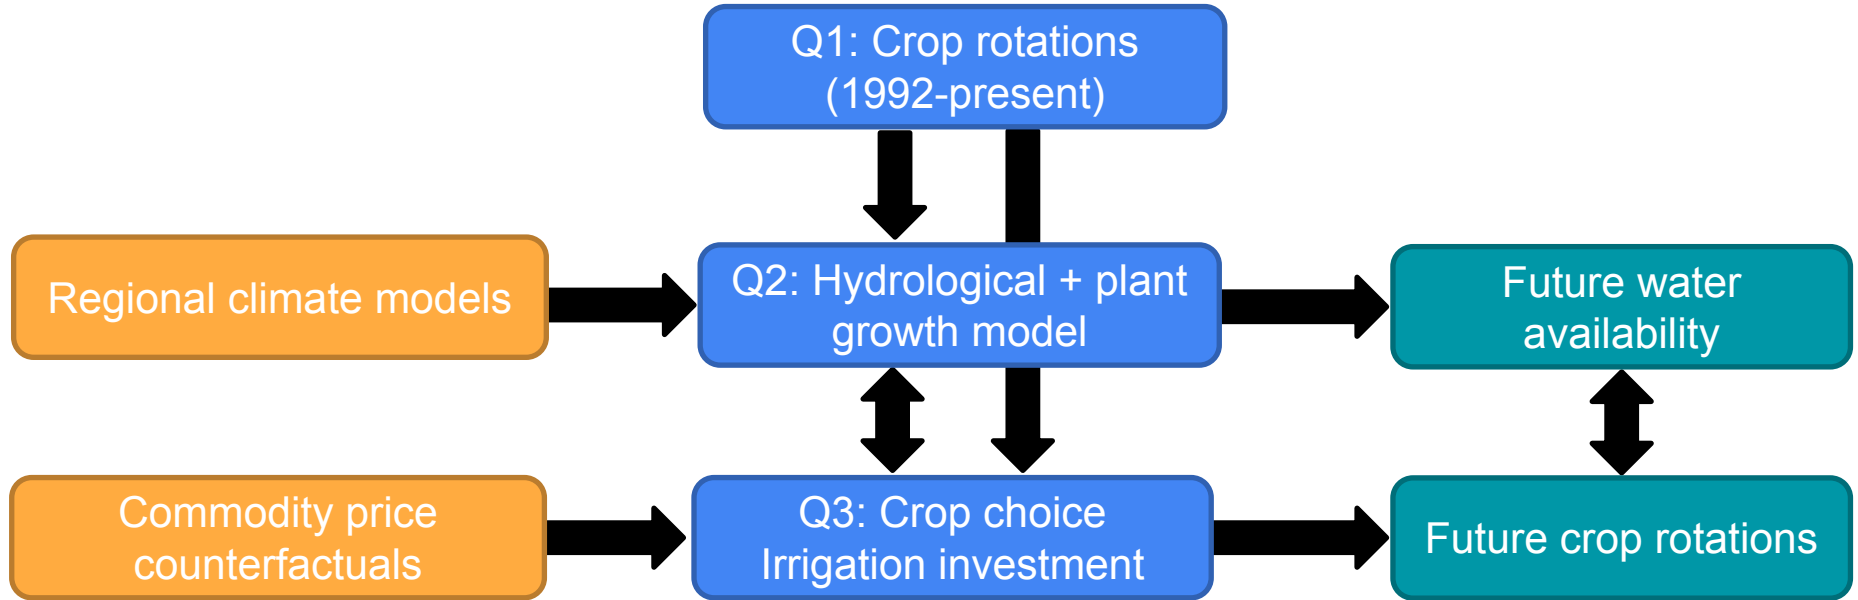 Q1: Crop rotations
(1992-present)
Regional climate models
Q2: Hydrological + plant
growth model
Future water
availability
Commodity price
counterfactuals
Q3: Crop choice
Irrigation investment
Future crop rotations